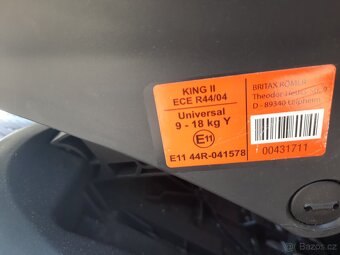 KING II
ECE R44/04
Universal
9 - 18 kg Y
E11
E11 44R-041578
BRITAX RÖMER
Theodor-Heuss-Str. 9
D - 89340 Leipheim
00431711
Bazos.cz